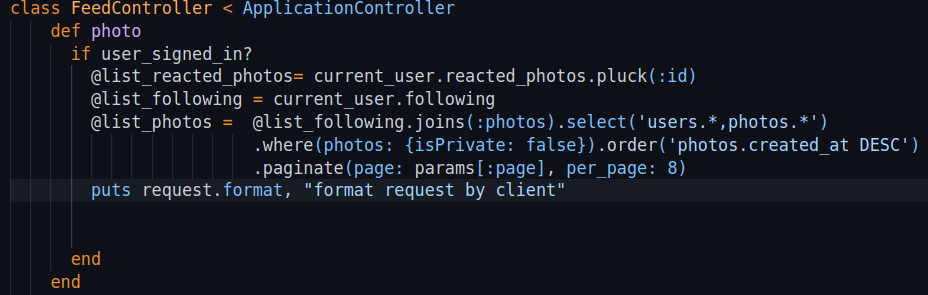 class FeedController < ApplicationController
    def photo
      if user_signed_in?
        @list_reacted_photos= current_user.reacted_photos.pluck(:id)
        @list_following = current_user.following
        @list_photos =  @list_following.joins(:photos).select('users.*,photos.*')
                        .where(photos: {isPrivate: false}).order('photos.created_at DESC')
                        .paginate(page: params[:page], per_page: 8)
        puts request.format, "format request by client"
      end
    end